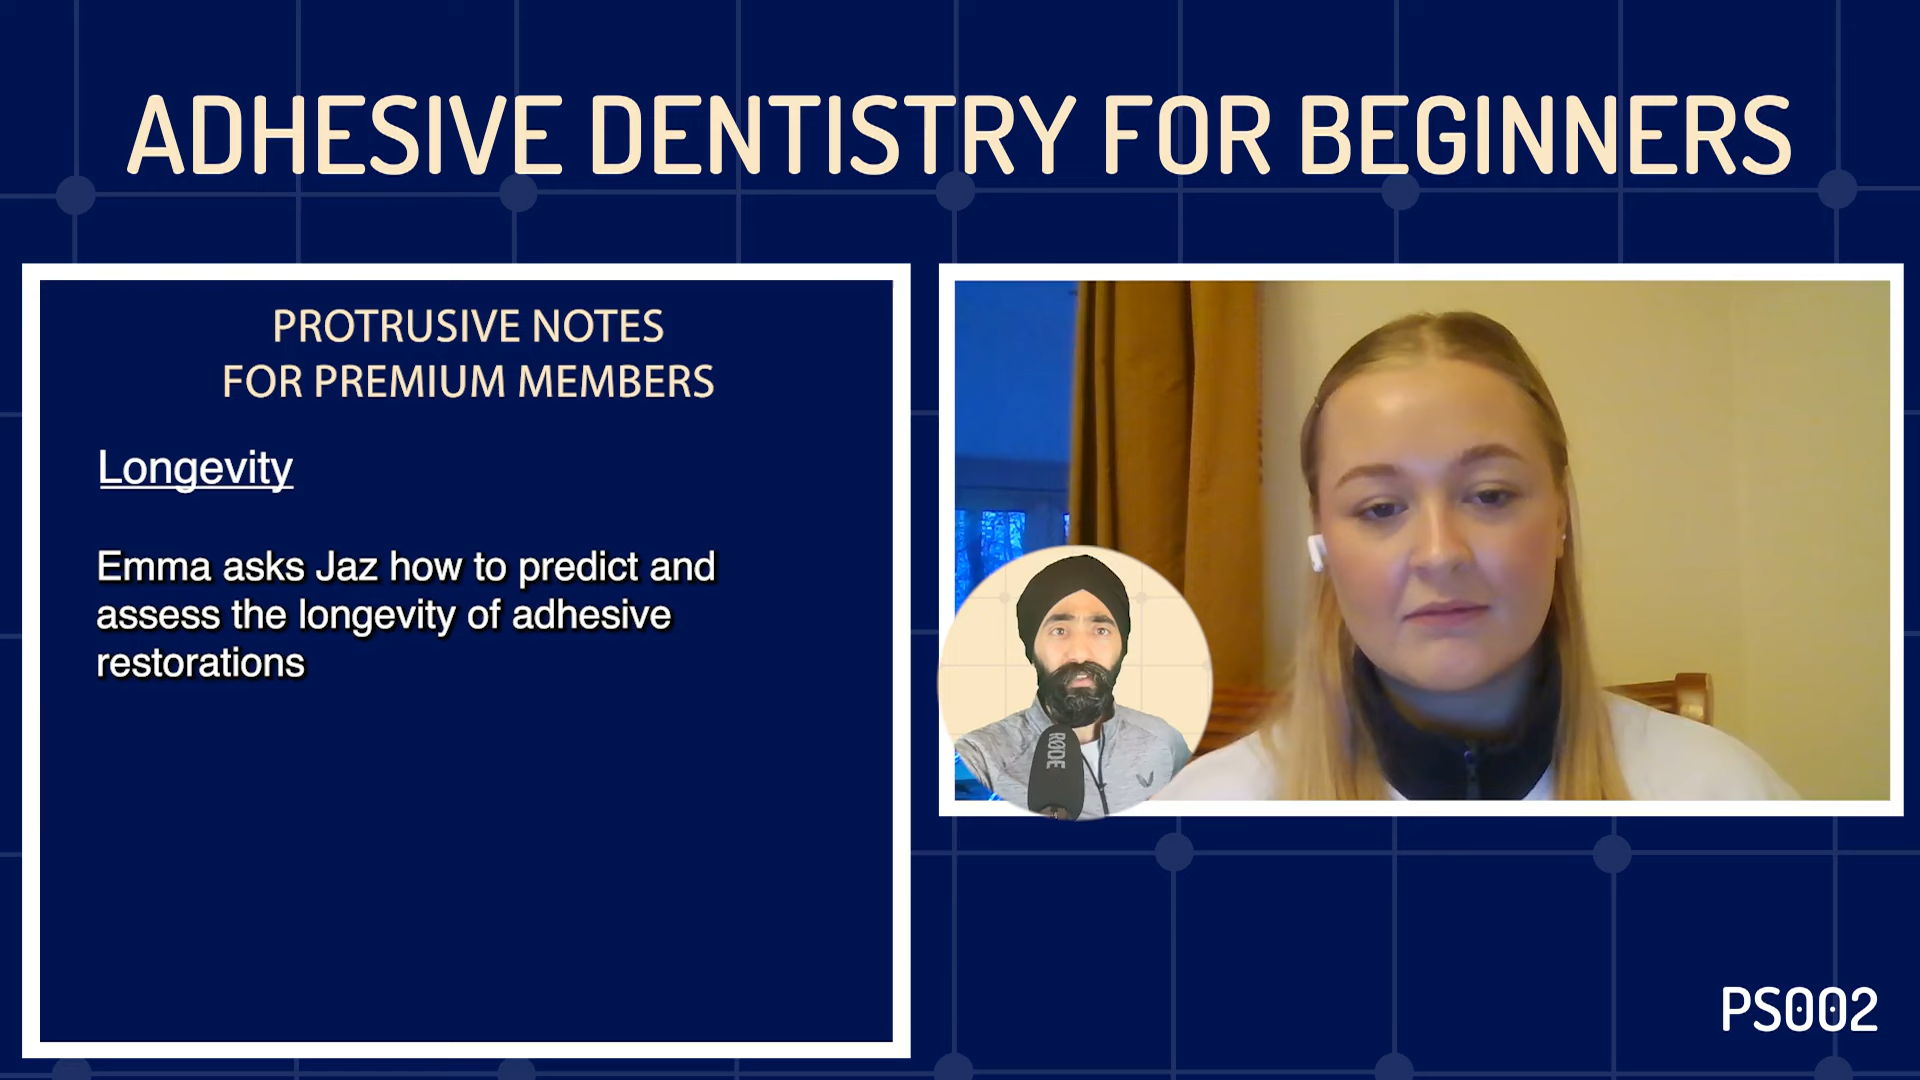 ADHESIVE DENTISTRY FOR BEGINNERS
PROTRUSIVE NOTES
FOR PREMIUM MEMBERS
Longevity
Emma asks Jaz how to predict and
assess the longevity of adhesive
restorations
RØDE
PS002